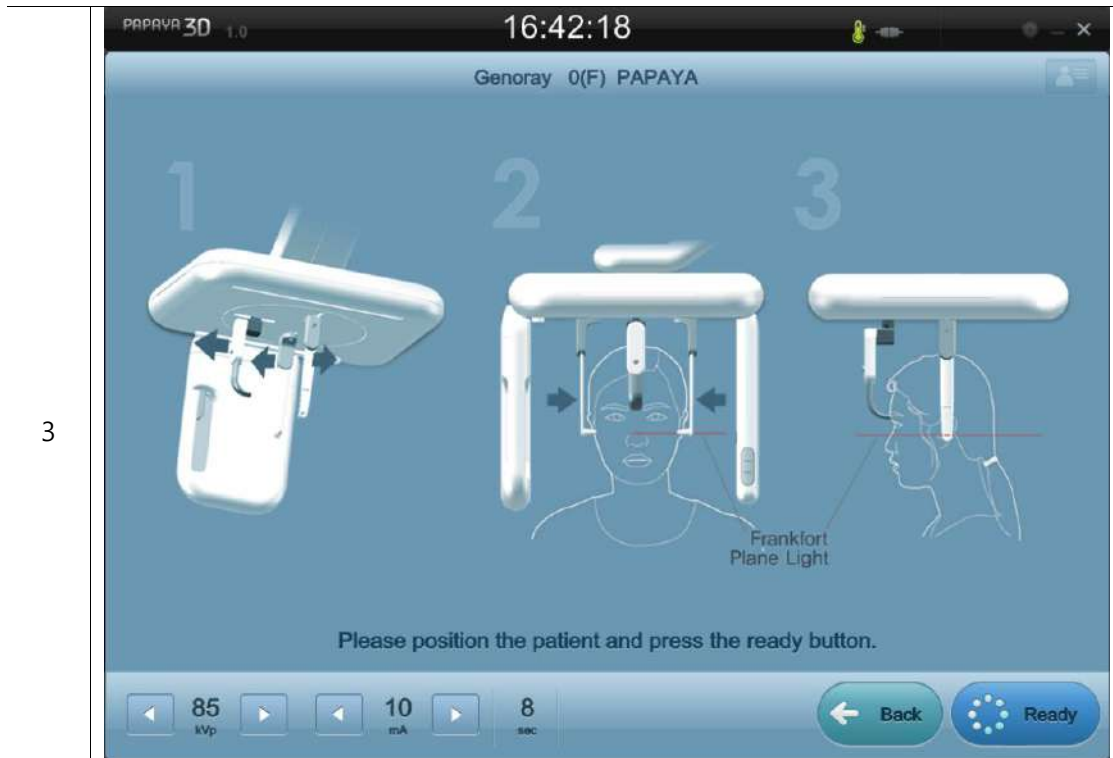 PAPAYA 3D 1.0
16:42:18
Genoray 0(F) PAPAYA
1
2
3
Frankfort
Plane Light
3
Please position the patient and press the ready button.
85
kVp
10
mA
8
sec
Back
Ready